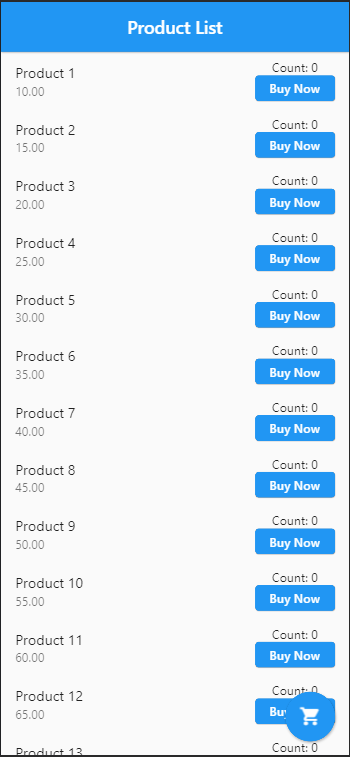 Product List
Product 1
Count: 0
10.00
Buy Now
Product 2
Count: 0
15.00
Buy Now
Product 3
Count: 0
20.00
Buy Now
Product 4
Count: 0
25.00
Buy Now
Product 5
Count: 0
30.00
Buy Now
Product 6
Count: 0
35.00
Buy Now
Product 7
Count: 0
40.00
Buy Now
Product 8
Count: 0
45.00
Buy Now
Product 9
Count: 0
50.00
Buy Now
Product 10
Count: 0
55.00
Buy Now
Product 11
Count: 0
60.00
Buy Now
Product 12
Count: 0
65.00
Buy
Product 13
Count: 0